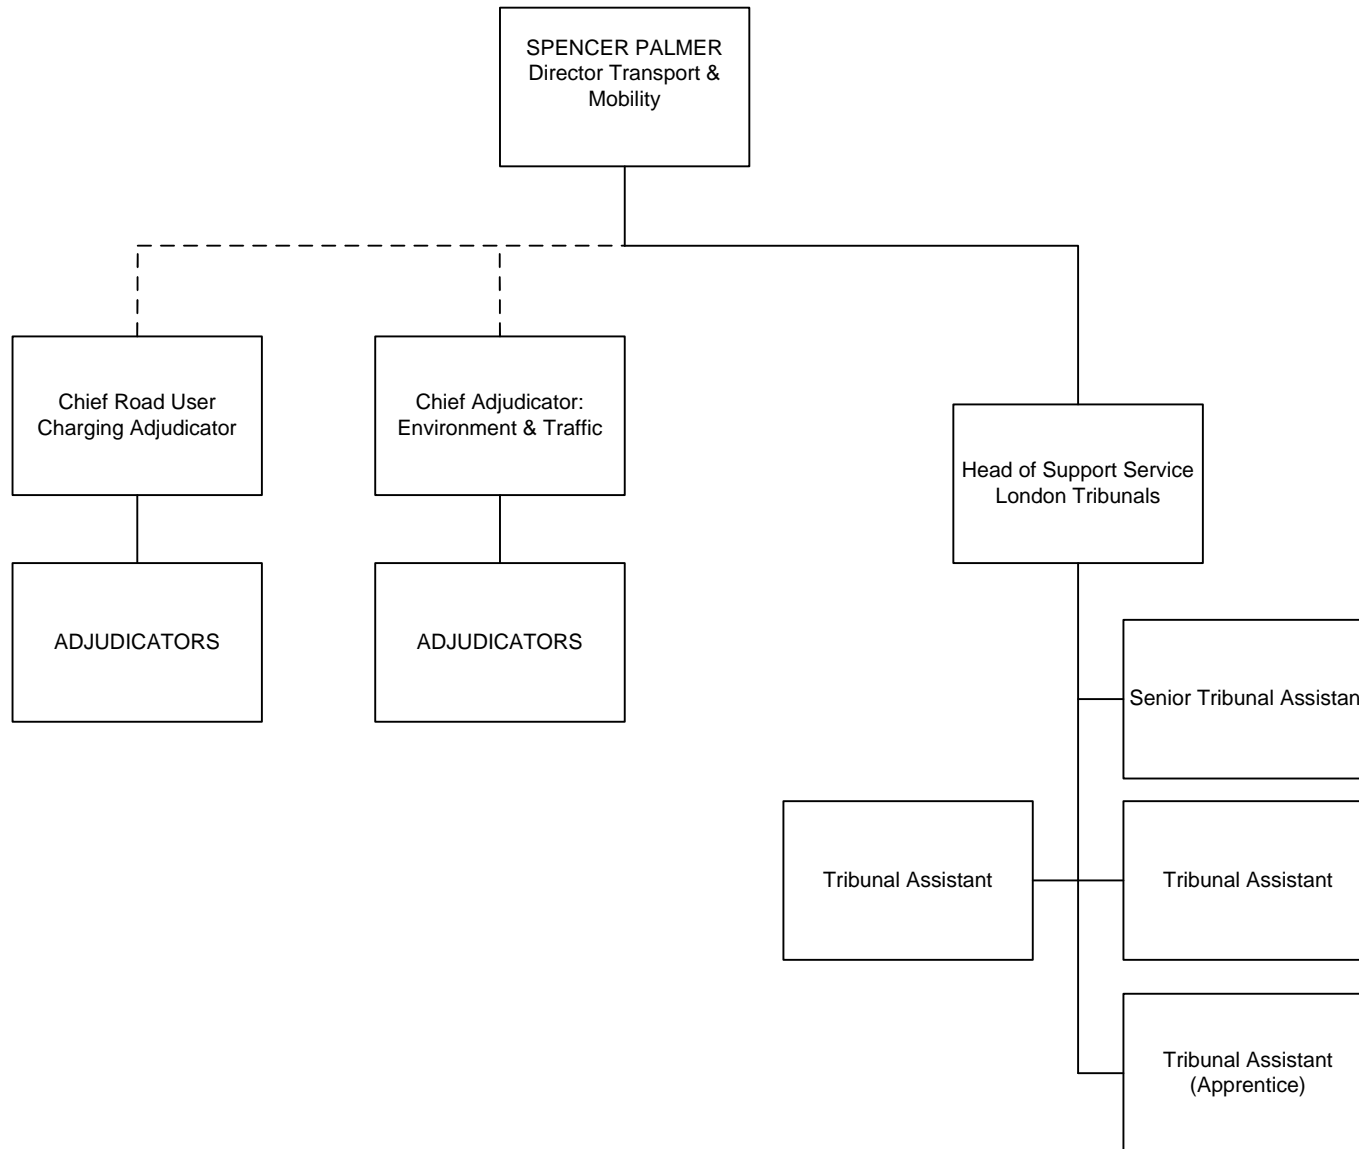 SPENCER PALMER
Director Transport &
Mobility
Chief Road User
Charging Adjudicator
Chief Adjudicator:
Environment & Traffic
Head of Support Service
London Tribunals
ADJUDICATORS
ADJUDICATORS
Senior Tribunal Assistan
Tribunal Assistant
Tribunal Assistant
Tribunal Assistant
(Apprentice)